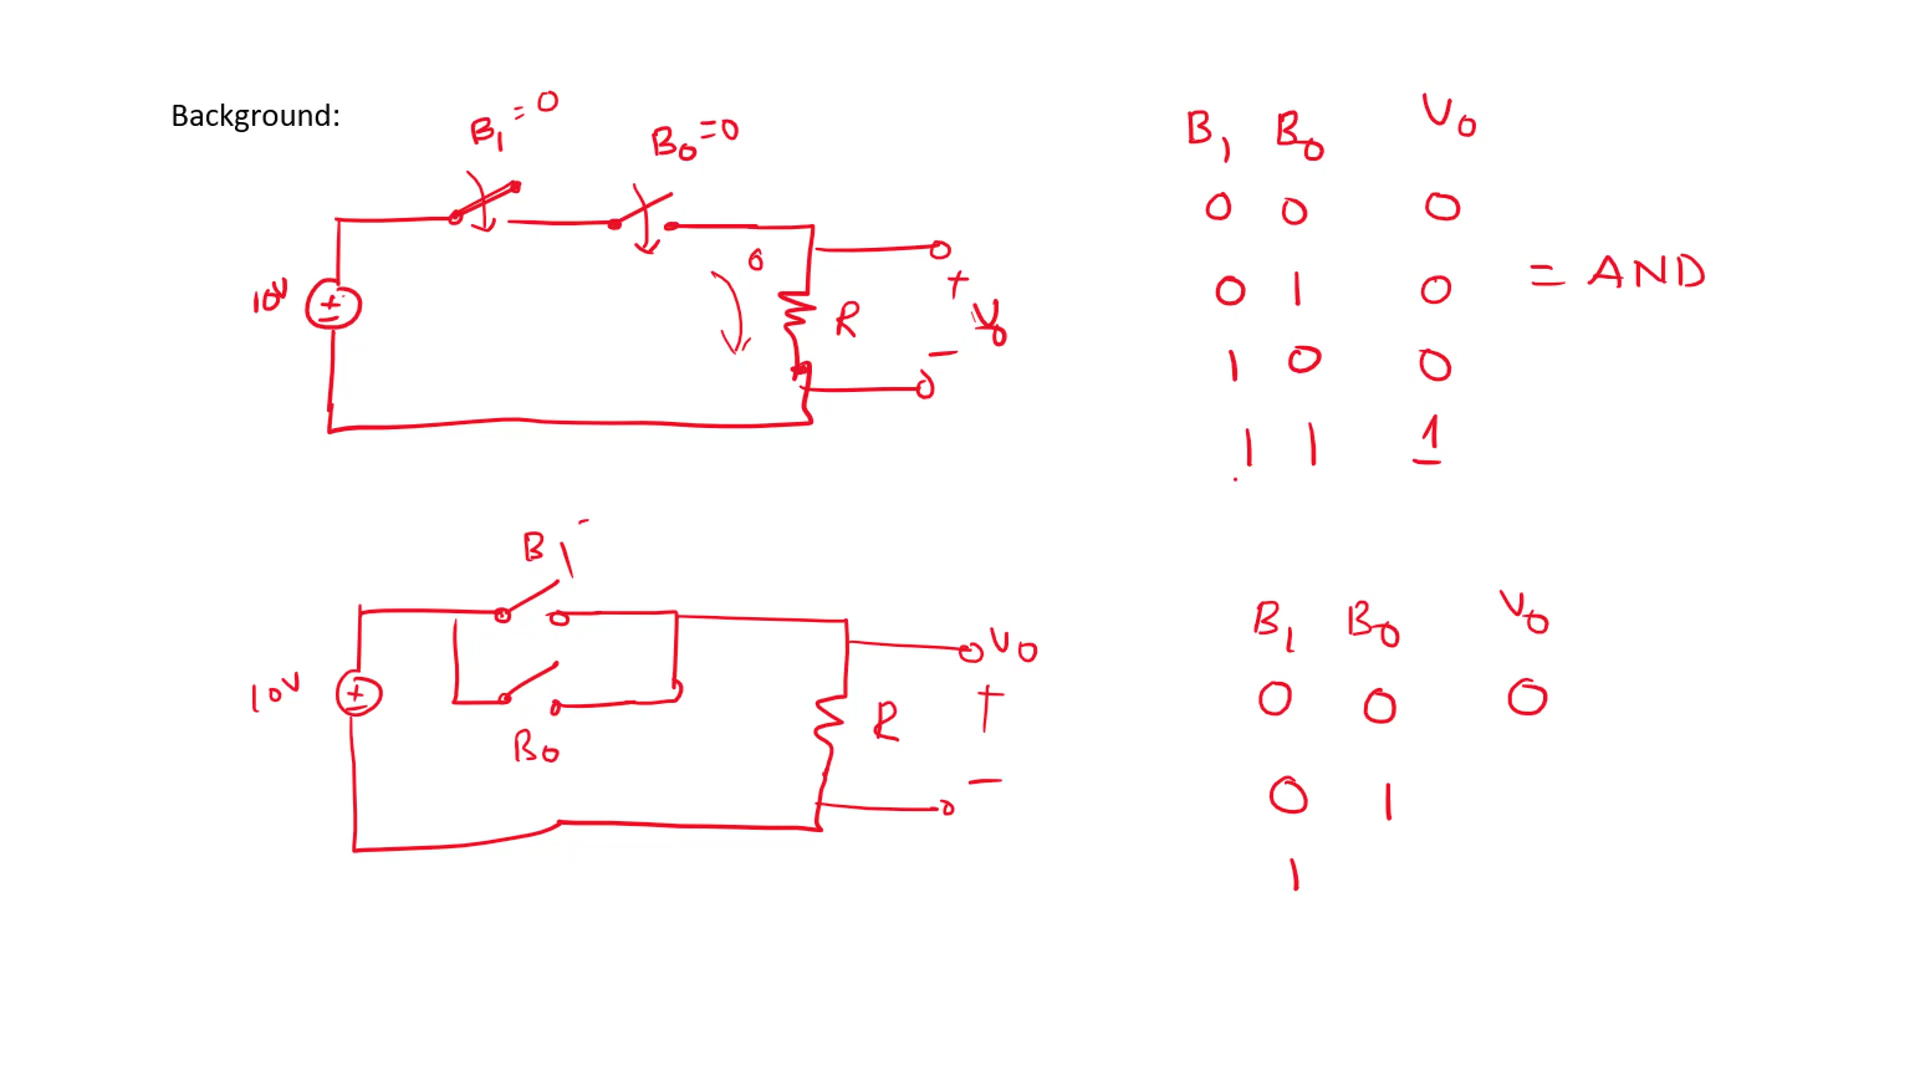 Background:
B1 = 0
B0 = 0
10V
+
-
0
R
+
V0
-
B1 B0 V0
0 0 0
0 1 0
1 0 0
1 1 1
= AND
B1
B0
10V
+
-
R
V0
+
-
B1 B0 V0
0 0 0
0 1
1